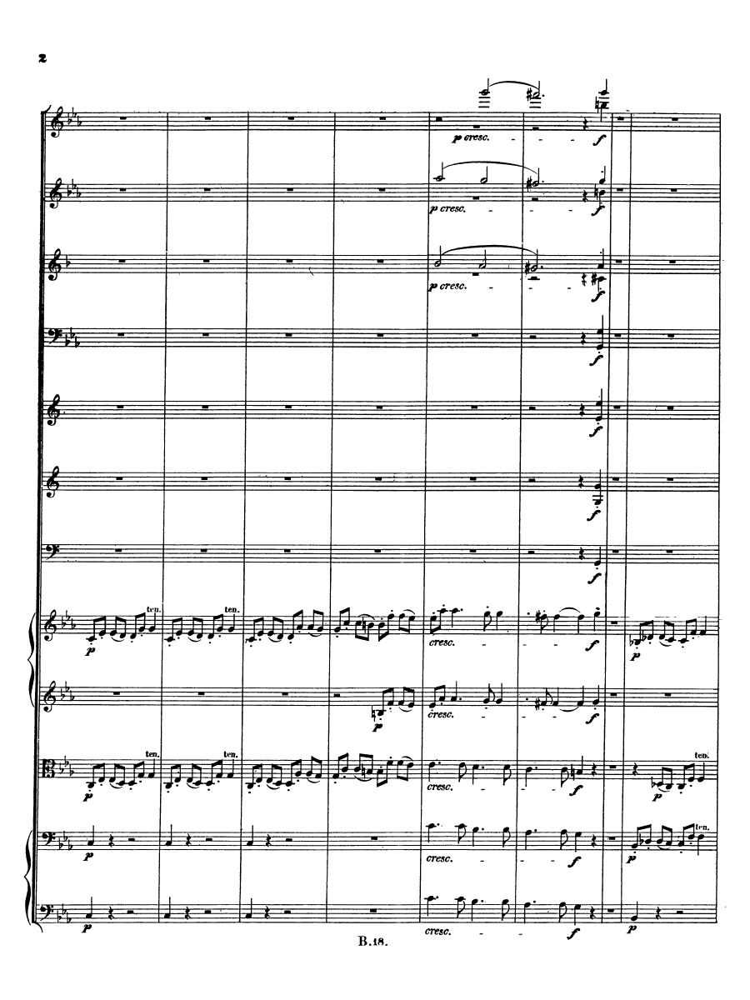 2
p cresc.
f
p cresc.
f
p cresc.
f
f
f
f
f
ten. ten.
p cresc. f p
p cresc. f
ten. ten. ten.
p cresc. f p
ten.
p cresc. f p
p cresc. f p
B.18.